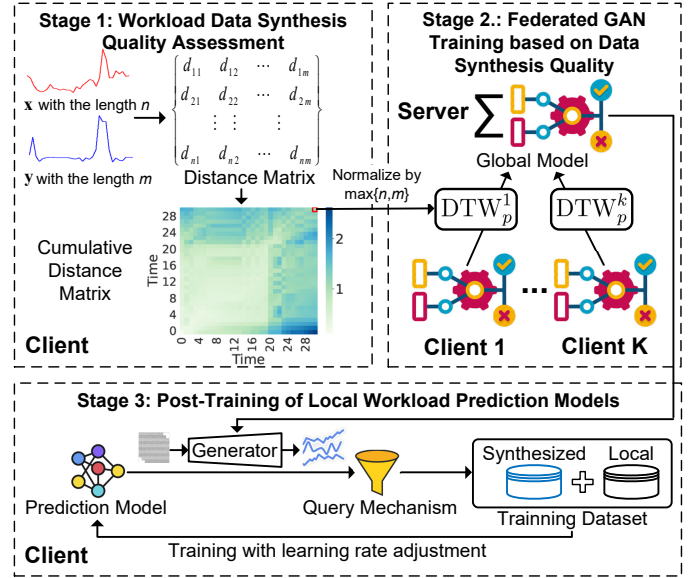 Stage 1: Workload Data Synthesis
Quality Assessment
x with the length n
y with the length m
d11 d12 ⋯ d1m
d21 d22 ⋯ d2m
⋮ ⋮ ⋮
dn1 dn2 ⋯ dnm
Distance Matrix
Cumulative
Distance
Matrix
Time
28
24
20
16
12
8
4
0
0 4 8 12 16 20 24 28
Time
2
1
Client
Normalize by
max{n,m}
Stage 2.: Federated GAN
Training based on Data
Synthesis Quality
Server ∑
Global Model
DTW¹ₚ
DTWᵏₚ
...
Client 1
Client K
Stage 3: Post-Training of Local Workload Prediction Models
Generator
Prediction Model
Query Mechanism
Synthesized + Local
Trainning Dataset
Training with learning rate adjustment
Client